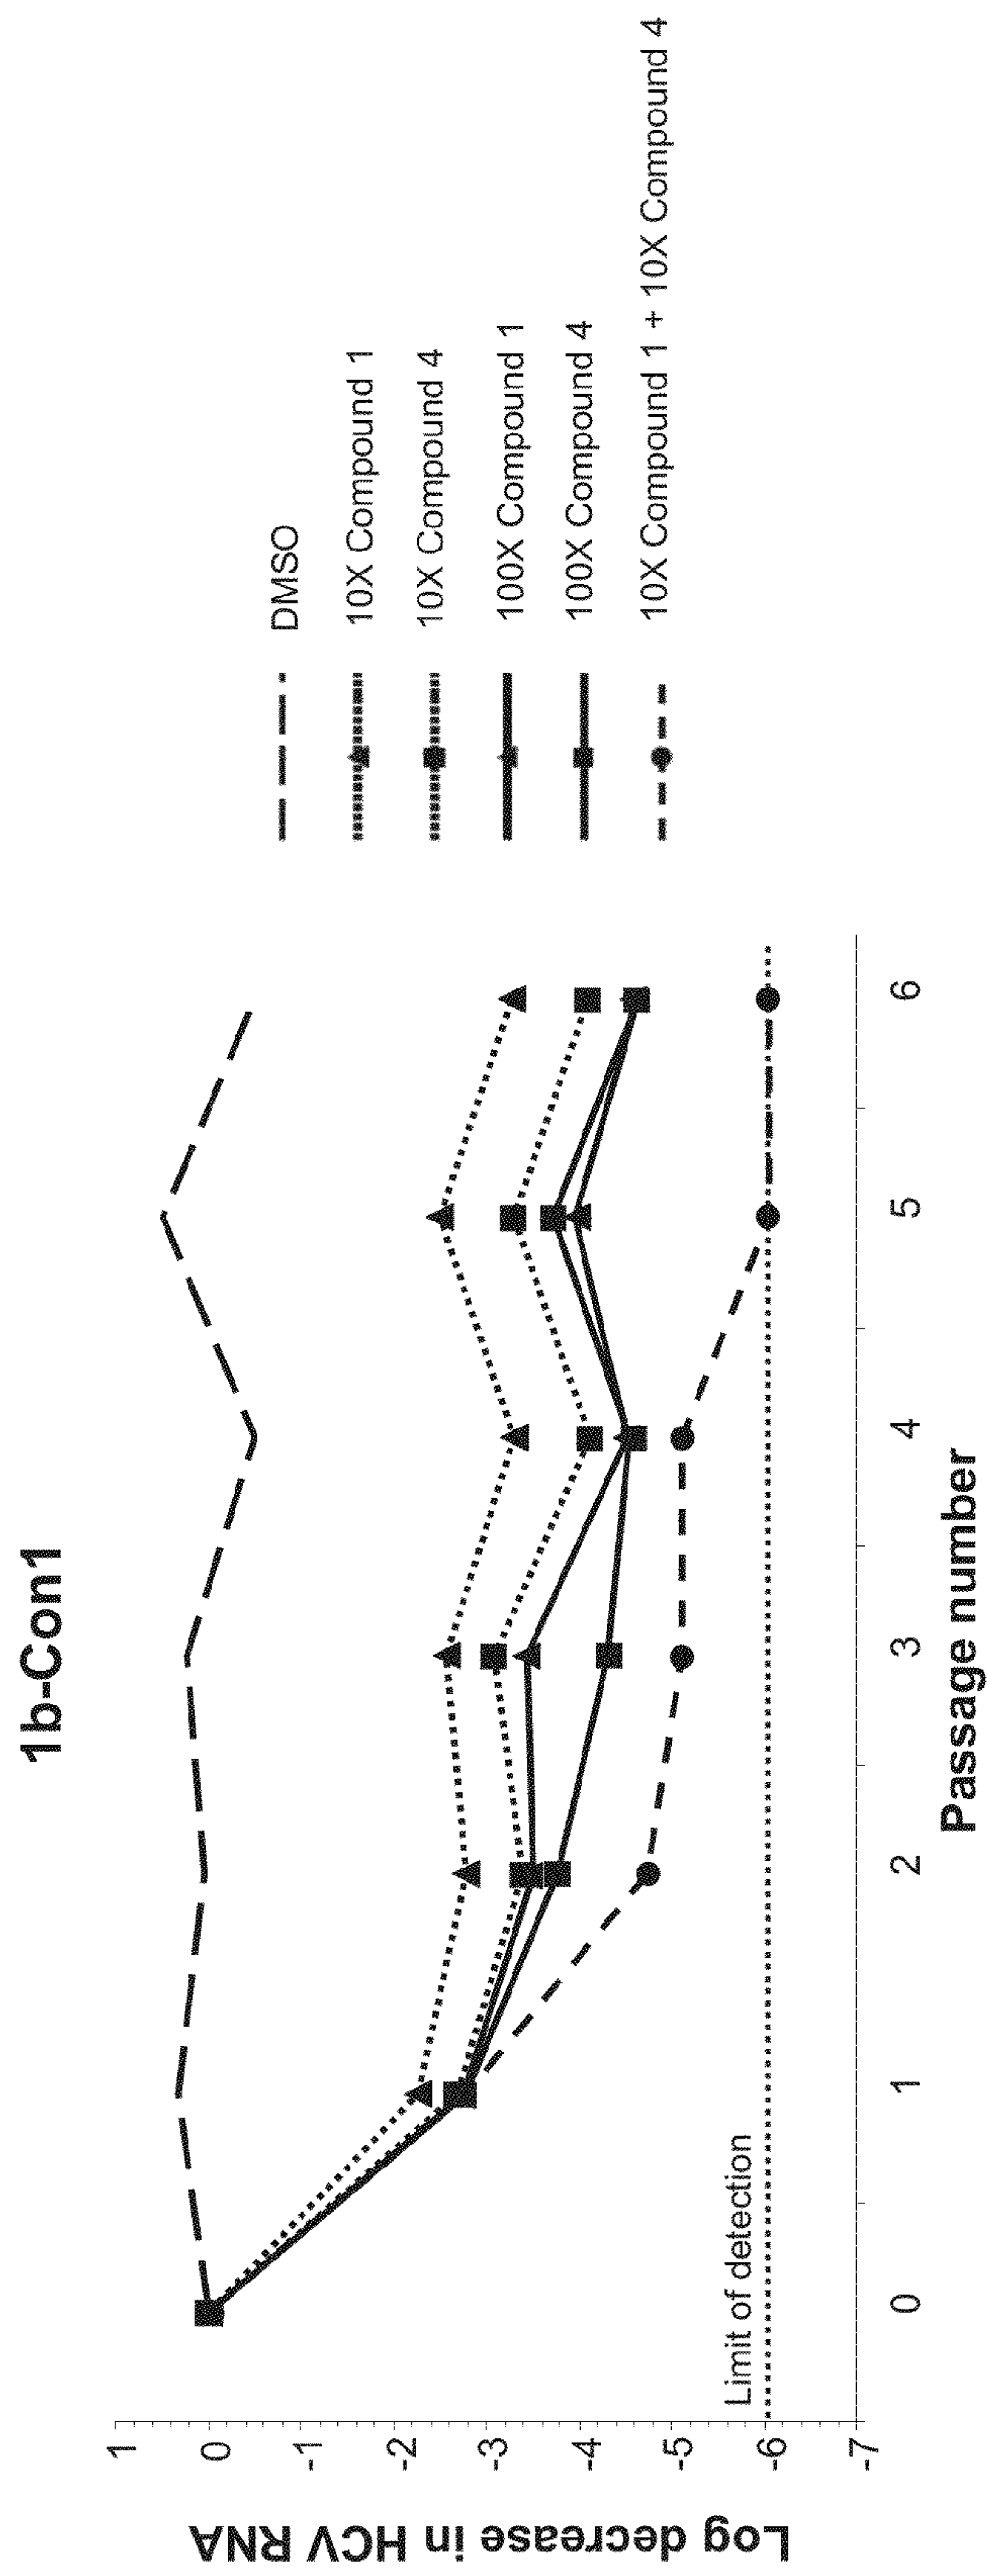 1b-Con1
Log decrease in HCV RNA
1
0
-1
-2
-3
-4
-5
-6
-7
Limit of detection
0 1 2 3 4 5 6
Passage number
DMSO
10X Compound 1
10X Compound 4
100X Compound 1
100X Compound 4
10X Compound 1 + 10X Compound 4